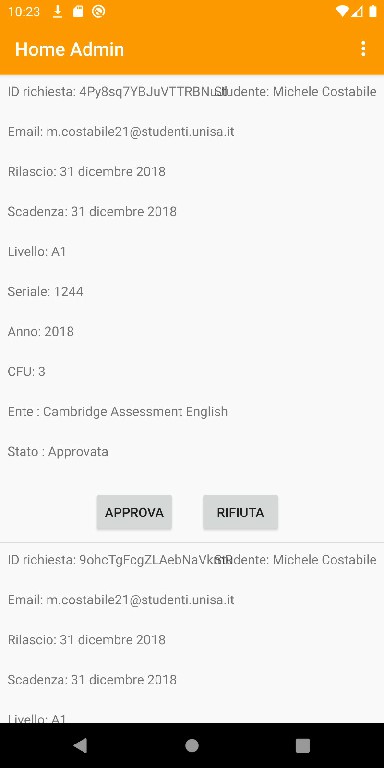 10:23
Home Admin
ID richiesta: 4Py8sq7YBJuVTTRBNu Studente: Michele Costabile
Email: m.costabile21@studenti.unisa.it
Rilascio: 31 dicembre 2018
Scadenza: 31 dicembre 2018
Livello: A1
Seriale: 1244
Anno: 2018
CFU: 3
Ente : Cambridge Assessment English
Stato : Approvata
APPROVA RIFIUTA
ID richiesta: 9ohcTgFcgZLAebNaVk Studente: Michele Costabile
Email: m.costabile21@studenti.unisa.it
Rilascio: 31 dicembre 2018
Scadenza: 31 dicembre 2018
Livello: A1